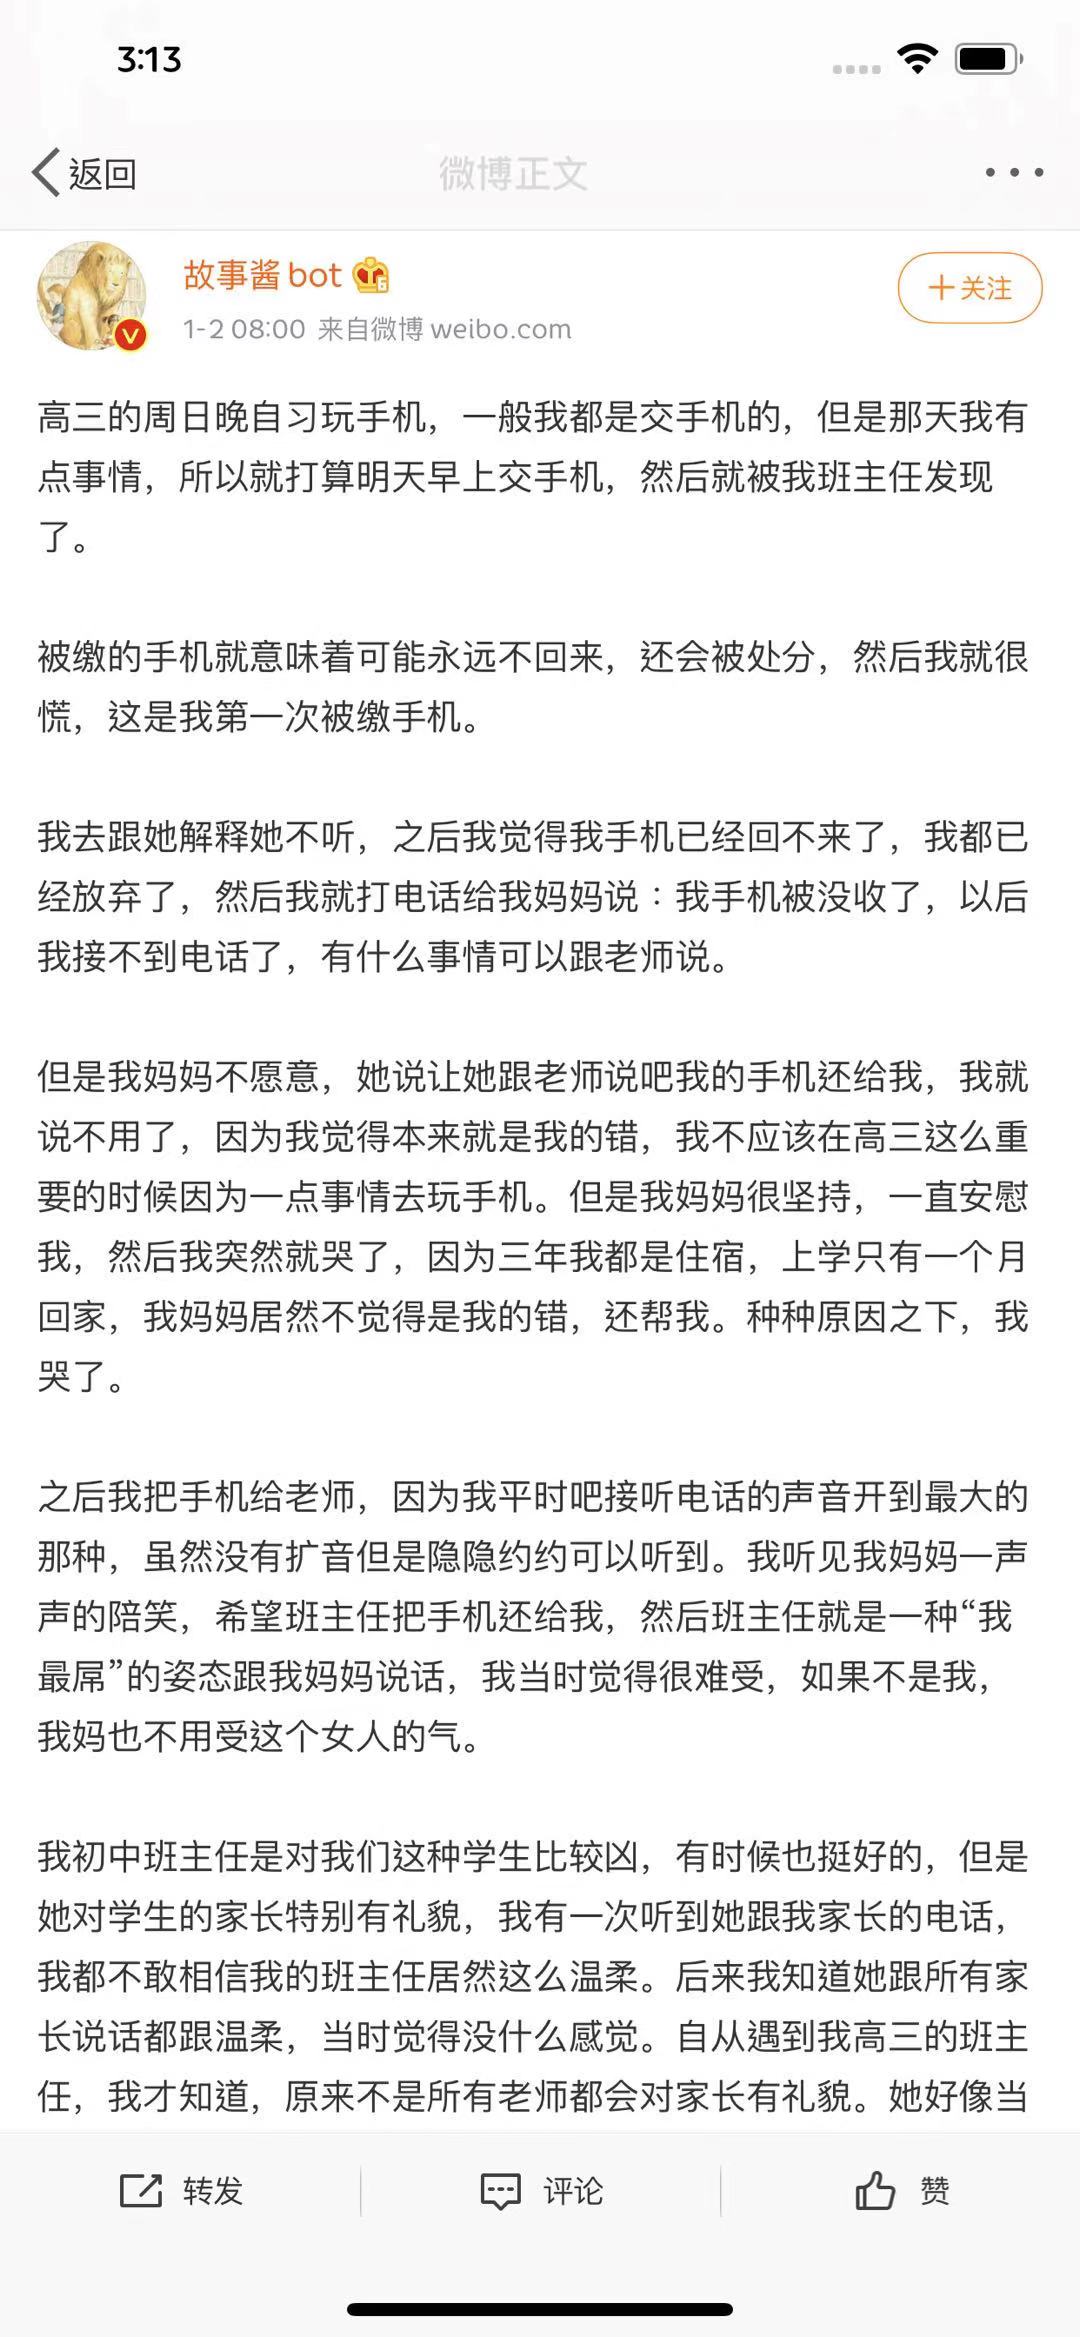 3:13
返回
微博正文
故事酱bot
6
1-2 08:00 来自微博 weibo.com
+关注
高三的周日晚自习玩手机，一般我都是交手机的，但是那天我有
点事情，所以就打算明天早上交手机，然后就被我班主任发现
了。
被缴的手机就意味着可能永远不回来，还会被处分，然后我就很
慌，这是我第一次被缴手机。
我去跟她解释她不听，之后我觉得我手机已经回不来了，我都已
经放弃了，然后我就打电话给我妈妈说：我手机被没收了，以后
我接不到电话了，有什么事情可以跟老师说。
但是我妈妈不愿意，她说让她跟老师说吧我的手机还给我，我就
说不用了，因为我觉得本来就是我的错，我不应该在高三这么重
要的时候因为一点事情去玩手机。但是我妈妈很坚持，一直安慰
我，然后我突然就哭了，因为三年我都是住宿，上学只有一个月
回家，我妈妈居然不觉得是我的错，还帮我。种种原因之下，我
哭了。
之后我把手机给老师，因为我平时吧接听电话的声音开到最大的
那种，虽然没有扩音但是隐隐约约可以听到。我听见我妈妈一声
声的陪笑，希望班主任把手机还给我，然后班主任就是一种“我
最屌”的姿态跟我妈妈说话，我当时觉得很难受，如果不是我，
我妈也不用受这个女人的气。
我初中班主任是对我们这种学生比较凶，有时候也挺好的，但是
她对学生的家长特别有礼貌，我有一次听到她跟我家长的电话，
我都不敢相信我的班主任居然这么温柔。后来我知道她跟所有家
长说话都跟温柔，当时觉得没什么感觉。自从遇到我高三的班主
任，我才知道，原来不是所有老师都会对家长有礼貌。她好像当
转发
评论
赞